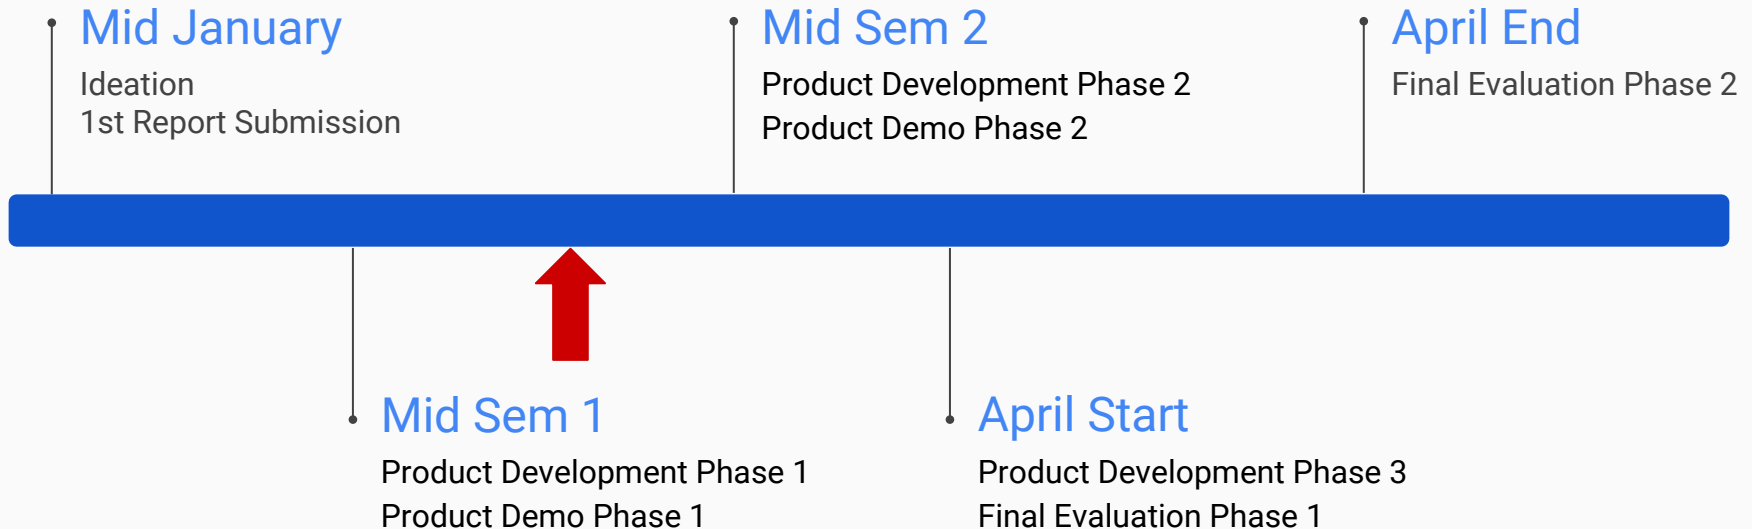 Mid January
Ideation
1st Report Submission
Mid Sem 2
Product Development Phase 2
Product Demo Phase 2
April End
Final Evaluation Phase 2
Mid Sem 1
Product Development Phase 1
Product Demo Phase 1
April Start
Product Development Phase 3
Final Evaluation Phase 1